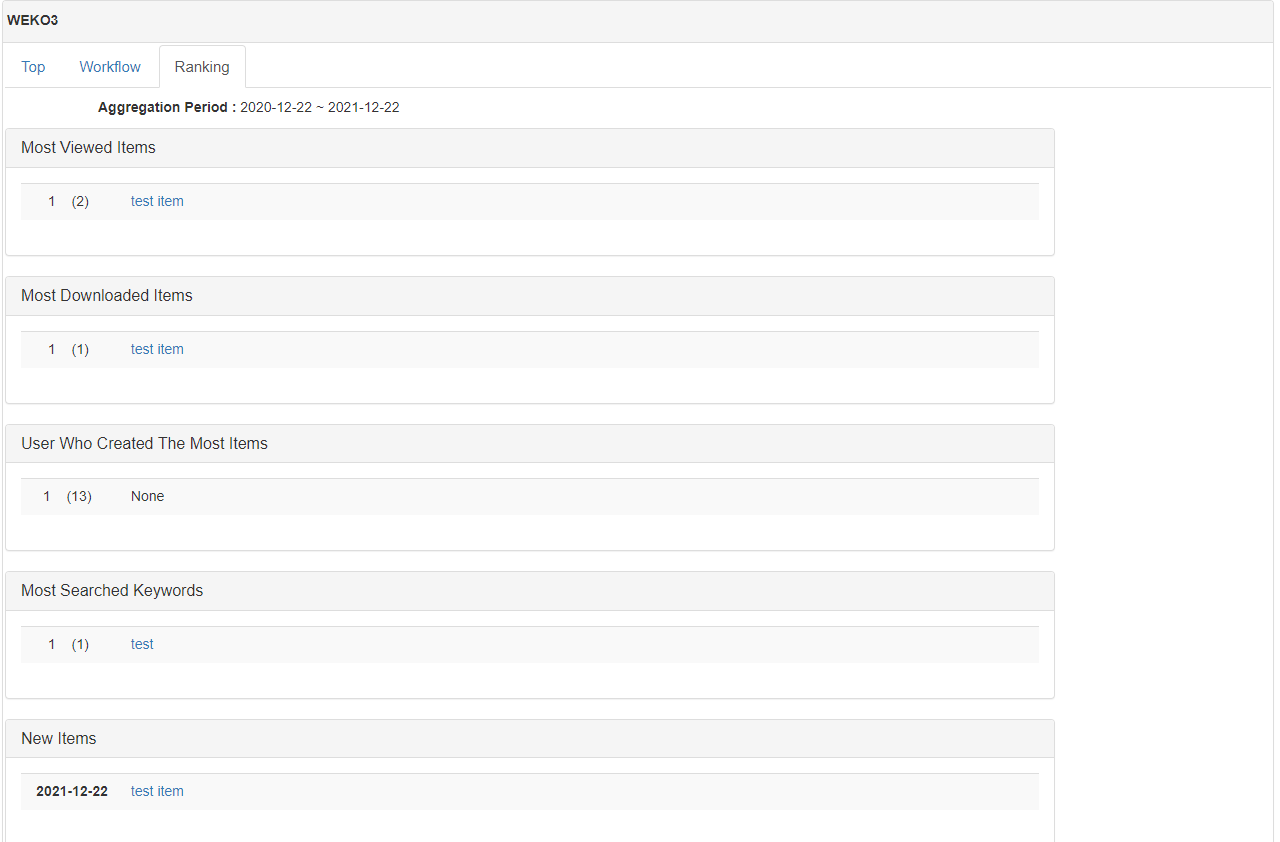 WEKO3
Top Workflow Ranking
Aggregation Period : 2020-12-22 ~ 2021-12-22
Most Viewed Items
1 (2) test item
Most Downloaded Items
1 (1) test item
User Who Created The Most Items
1 (13) None
Most Searched Keywords
1 (1) test
New Items
2021-12-22 test item